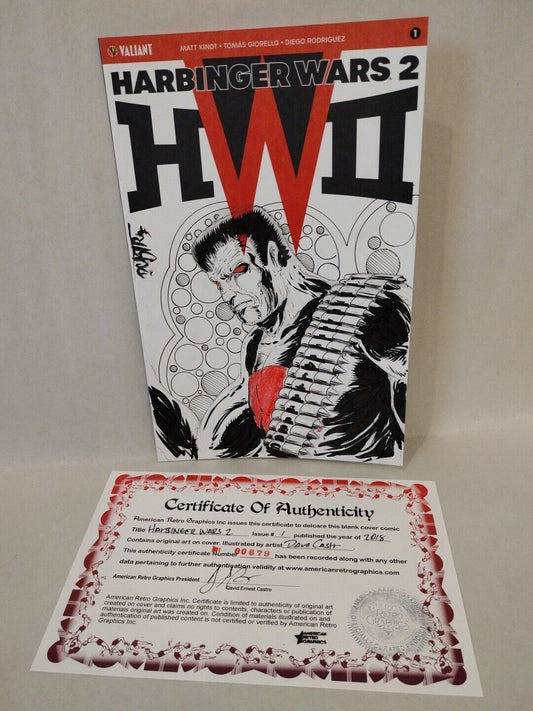 VALIANT
MATT KINDT • TOMÁS GIORELLO • DIEGO RODRIGUEZ
1
HARBINGER WARS 2
HWII
Certificate Of Authenticity
American Retro Graphics Inc issues this certificate to delcare this blank cover comic
Title HARBINGER WARS 2 Issue # 1 published the year of 2018
Contains original art on cover. Illustrated by artist Dave Castr
This authenticity certificate Number 00679 has been recorded along with any other
data pertaining to further authentication validity at www.americanretrographics.com
American Retro Graphics President
David Ernest Castro
American Retro Graphics Inc. Certificate is limited to authenticity of original art
created on cover and claims no rights to contents, characters or publication of
materials original art was created on. Condition of materials illustrated on and
authentication of published content is not certified or verified by American Retro
Graphics Inc.
AMERICAN
RETRO
GRAPHICS